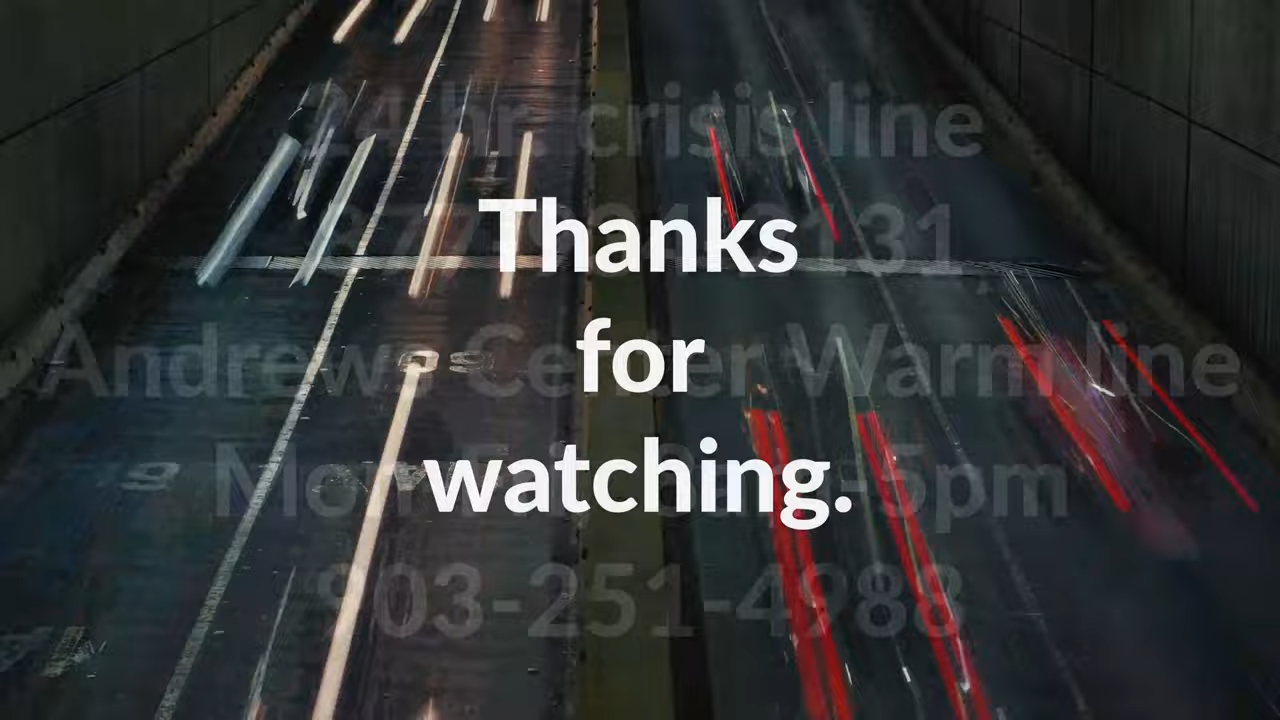 24 hr. crisis line
Thanks
Andrews Center Warm line
for
watching.
903-251-4988